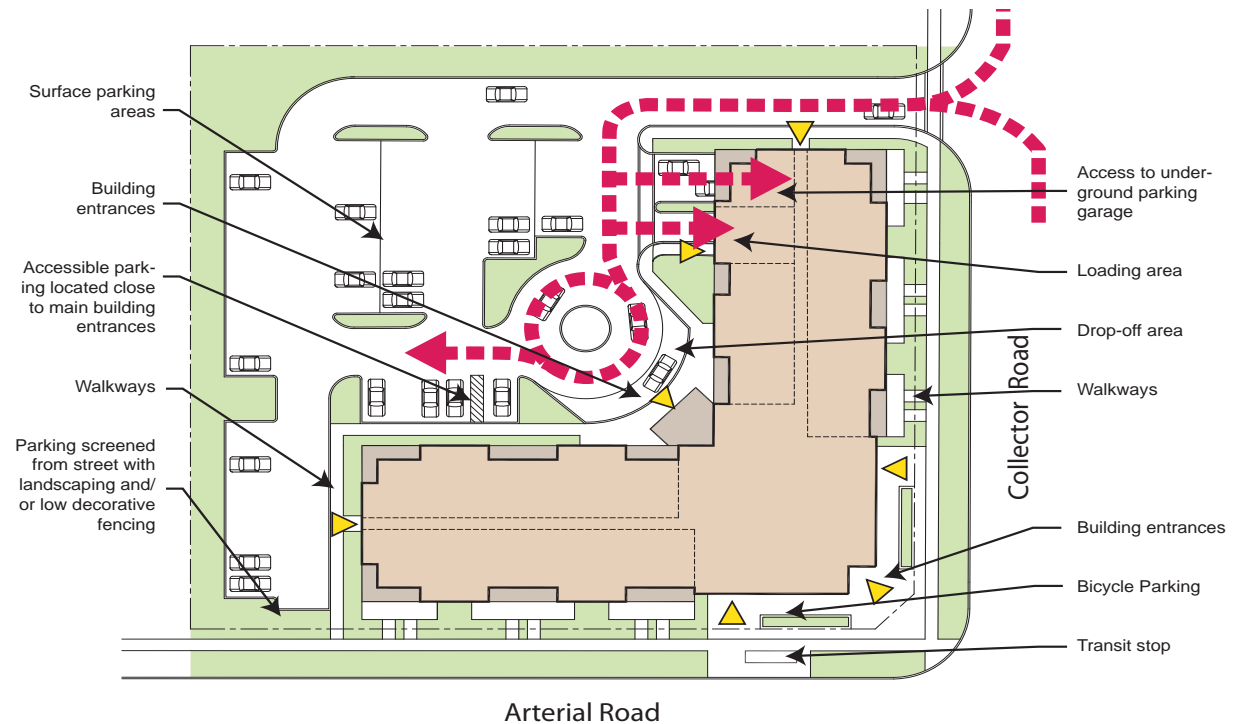 Surface parking
areas
Building
entrances
Accessible park-
ing located close
to main building
entrances
Walkways
Parking screened
from street with
landscaping and/
or low decorative
fencing
Access to under-
ground parking
garage
Loading area
Drop-off area
Walkways
Building entrances
Bicycle Parking
Transit stop
Collector Road
Arterial Road